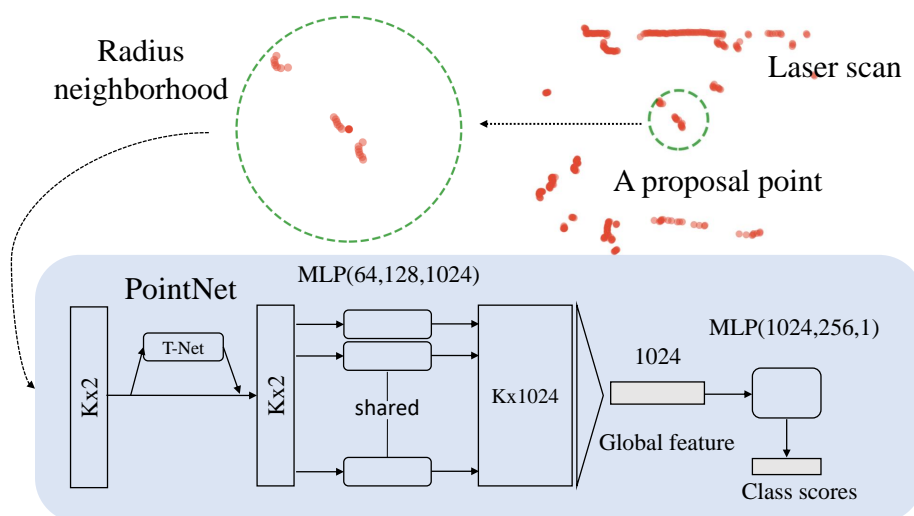 Radius
neighborhood
Laser scan
A proposal point
PointNet
MLP(64,128,1024)
MLP(1024,256,1)
T-Net
Kx2
Kx2
shared
Kx1024
1024
Global feature
Class scores